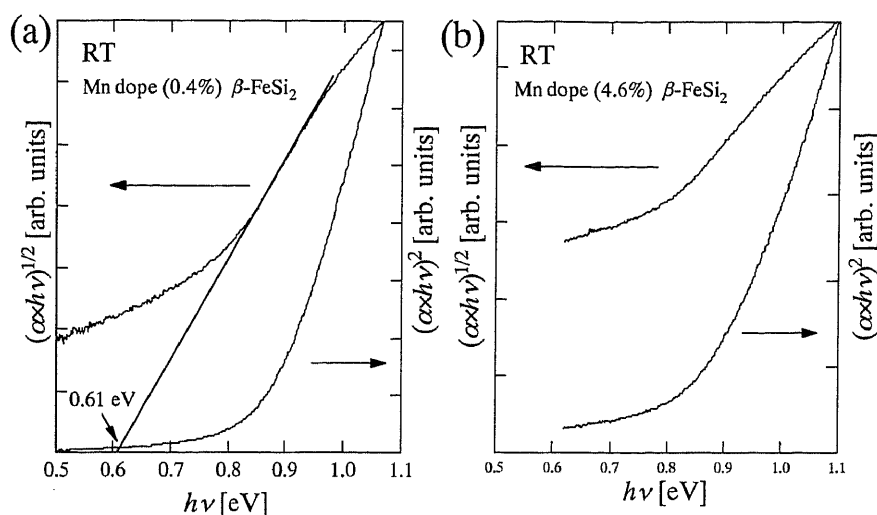 (a)
RT
Mn dope (0.4%) β-FeSi₂
(αhν)^1/2 [arb. units]
(αhν)² [arb. units]
0.61 eV
0.5 0.6 0.7 0.8 0.9 1.0 1.1
hν [eV]
(b)
RT
Mn dope (4.6%) β-FeSi₂
(αhν)^1/2 [arb. units]
(αhν)² [arb. units]
0.5 0.6 0.7 0.8 0.9 1.0 1.1
hν [eV]